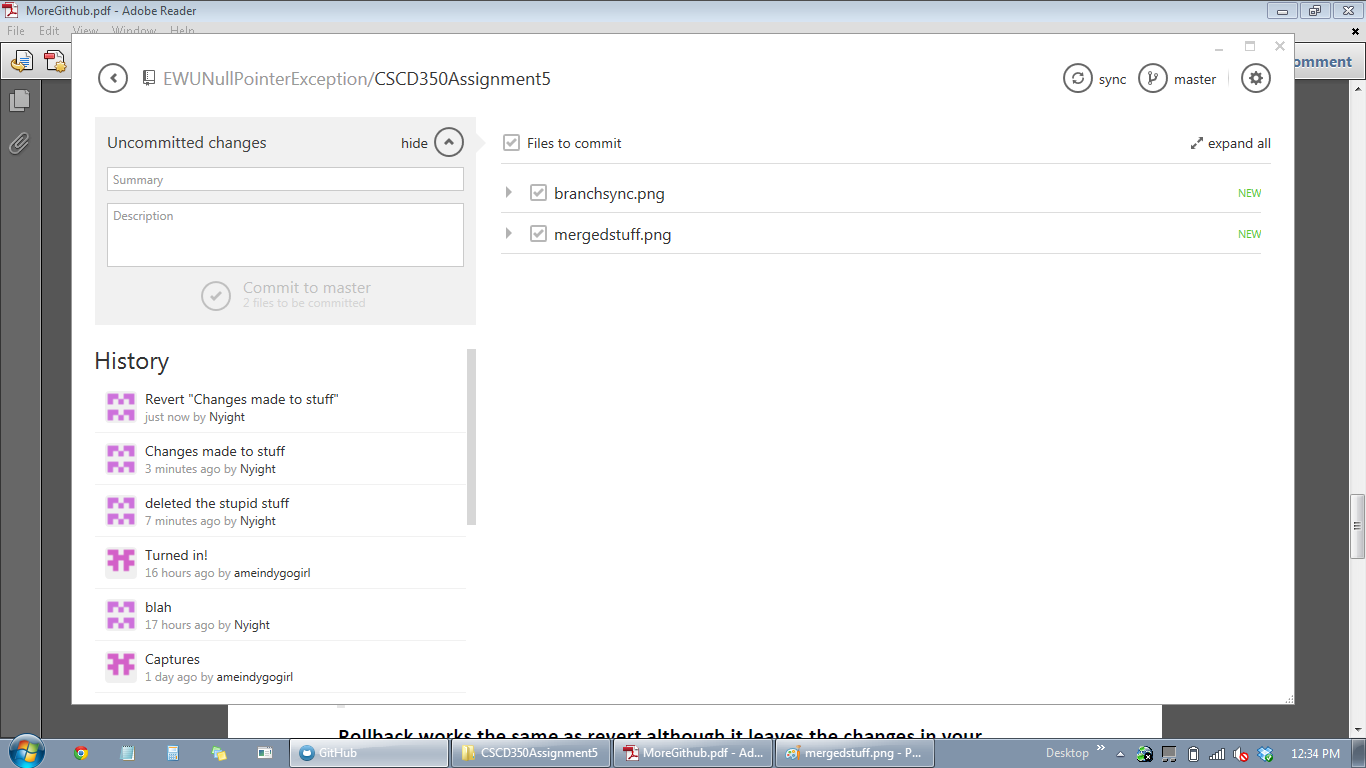 MoreGithub.pdf - Adobe Reader
File Edit View Window Help
EWUNullPointerException/CSCD350Assignment5
sync
master
omment
Uncommitted changes
hide
Summary
Description
Commit to master
2 files to be committed
Files to commit
expand all
branchsync.png
NEW
mergedstuff.png
NEW
History
Revert "Changes made to stuff"
just now by Nyight
Changes made to stuff
3 minutes ago by Nyight
deleted the stupid stuff
7 minutes ago by Nyight
Turned in!
16 hours ago by ameindygogirl
blah
17 hours ago by Nyight
Captures
1 day ago by ameindygogirl
Rollback works the same as revert although it leaves the changes in your
GitHub
CSCD350Assignment5
MoreGithub.pdf - Ad...
mergedstuff.png - P...
Desktop
12:34 PM